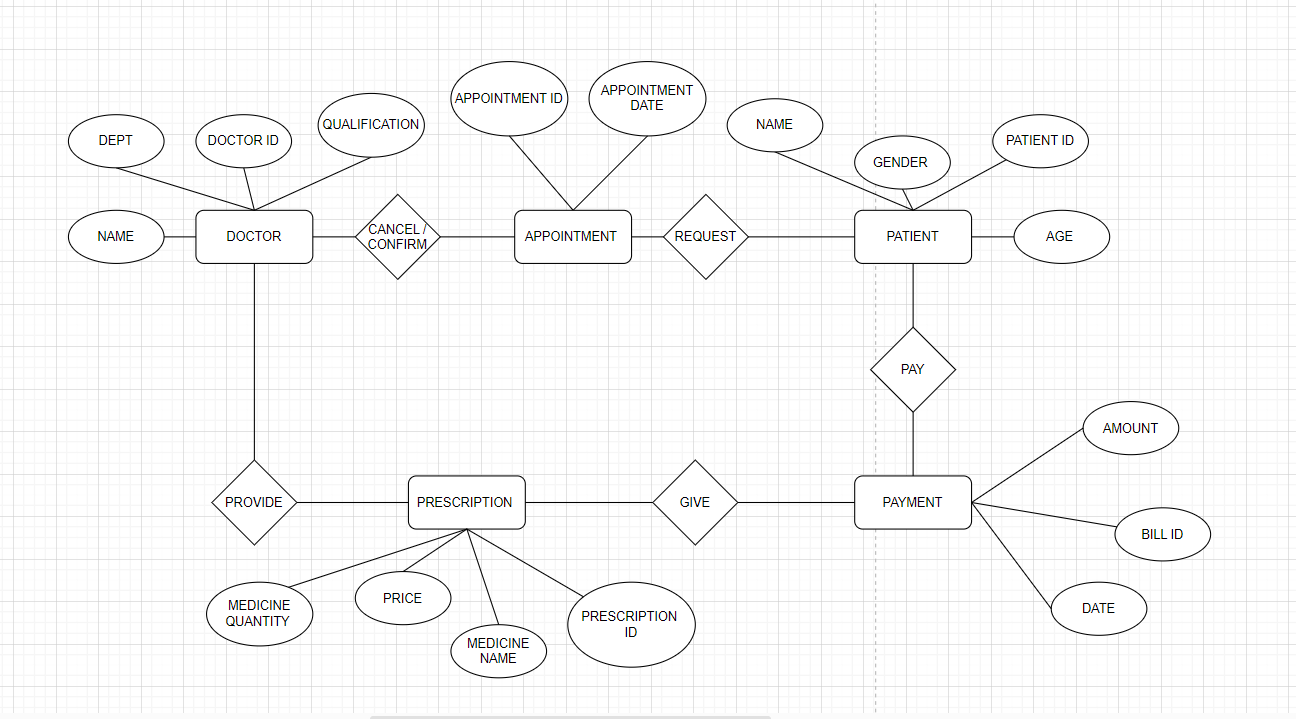 APPOINTMENT ID
APPOINTMENT
DATE
NAME
QUALIFICATION
DEPT
DOCTOR ID
GENDER
PATIENT ID
NAME
DOCTOR
CANCEL /
CONFIRM
APPOINTMENT
REQUEST
PATIENT
AGE
PAY
AMOUNT
PROVIDE
PRESCRIPTION
GIVE
PAYMENT
BILL ID
MEDICINE
QUANTITY
PRICE
MEDICINE
NAME
PRESCRIPTION
ID
DATE